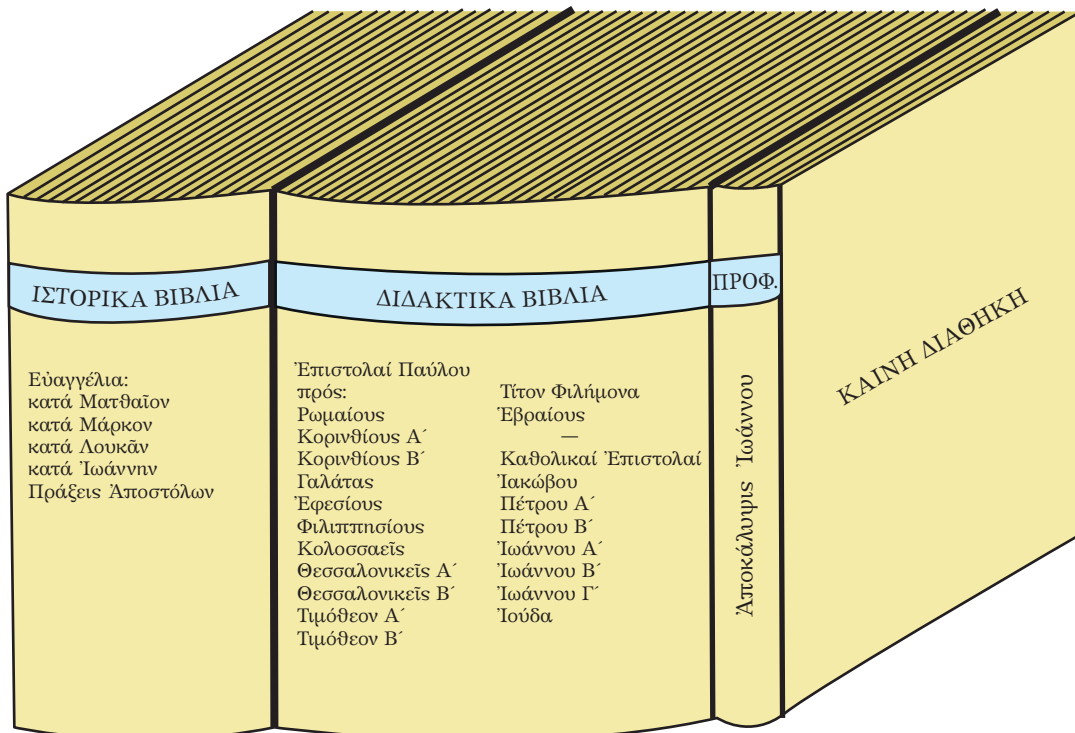 ΙΣΤΟΡΙΚΑ ΒΙΒΛΙΑ
Εὐαγγέλια:
κατά Ματθαῖον
κατά Μάρκον
κατά Λουκᾶν
κατά Ἰωάννην
Πράξεις Ἀποστόλων
ΔΙΔΑΚΤΙΚΑ ΒΙΒΛΙΑ
Ἐπιστολαί Παύλου
πρός:
Ρωμαίους
Κορινθίους Α´
Κορινθίους Β´
Γαλάτας
Ἐφεσίους
Φιλιππησίους
Κολοσσαεῖς
Θεσσαλονικεῖς Α´
Θεσσαλονικεῖς Β´
Τιμόθεον Α´
Τιμόθεον Β´
Τίτον Φιλήμονα
Ἑβραίους
—
Καθολικαί Ἐπιστολαί
Ἰακώβου
Πέτρου Α´
Πέτρου Β´
Ἰωάννου Α´
Ἰωάννου Β´
Ἰωάννου Γ´
Ἰούδα
ΠΡΟΦ.
Ἀποκάλυψις Ἰωάννου
ΚΑΙΝΗ ΔΙΑΘΗΚΗ